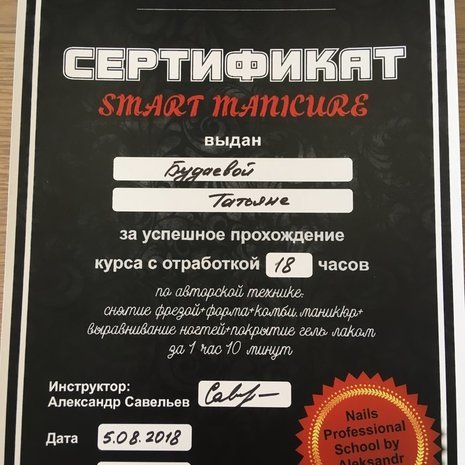 СЕРТИФИКАТ
SMART MANICURE
выдан
Будаевой
Татьяне
за успешное прохождение
курса с отработкой 18 часов
по авторской технике:
снятие фрезой+форма+комби.маникюр+
выравнивание ногтей+покрытие гель лаком
за 1 час 10 минут
Инструктор:
Александр Савельев
Дата 5.08.2018
Nails
Professional
School by
Aleksandr